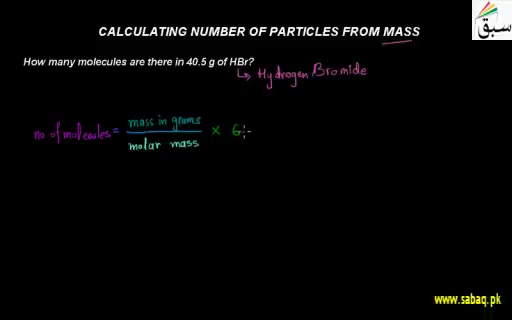 CALCULATING NUMBER OF PARTICLES FROM MASS
سبق
How many molecules are there in 40.5 g of HBr?
↳ Hydrogen Bromide
no of molecules = mass in grams / molar mass × 6.
www.sabaq.pk